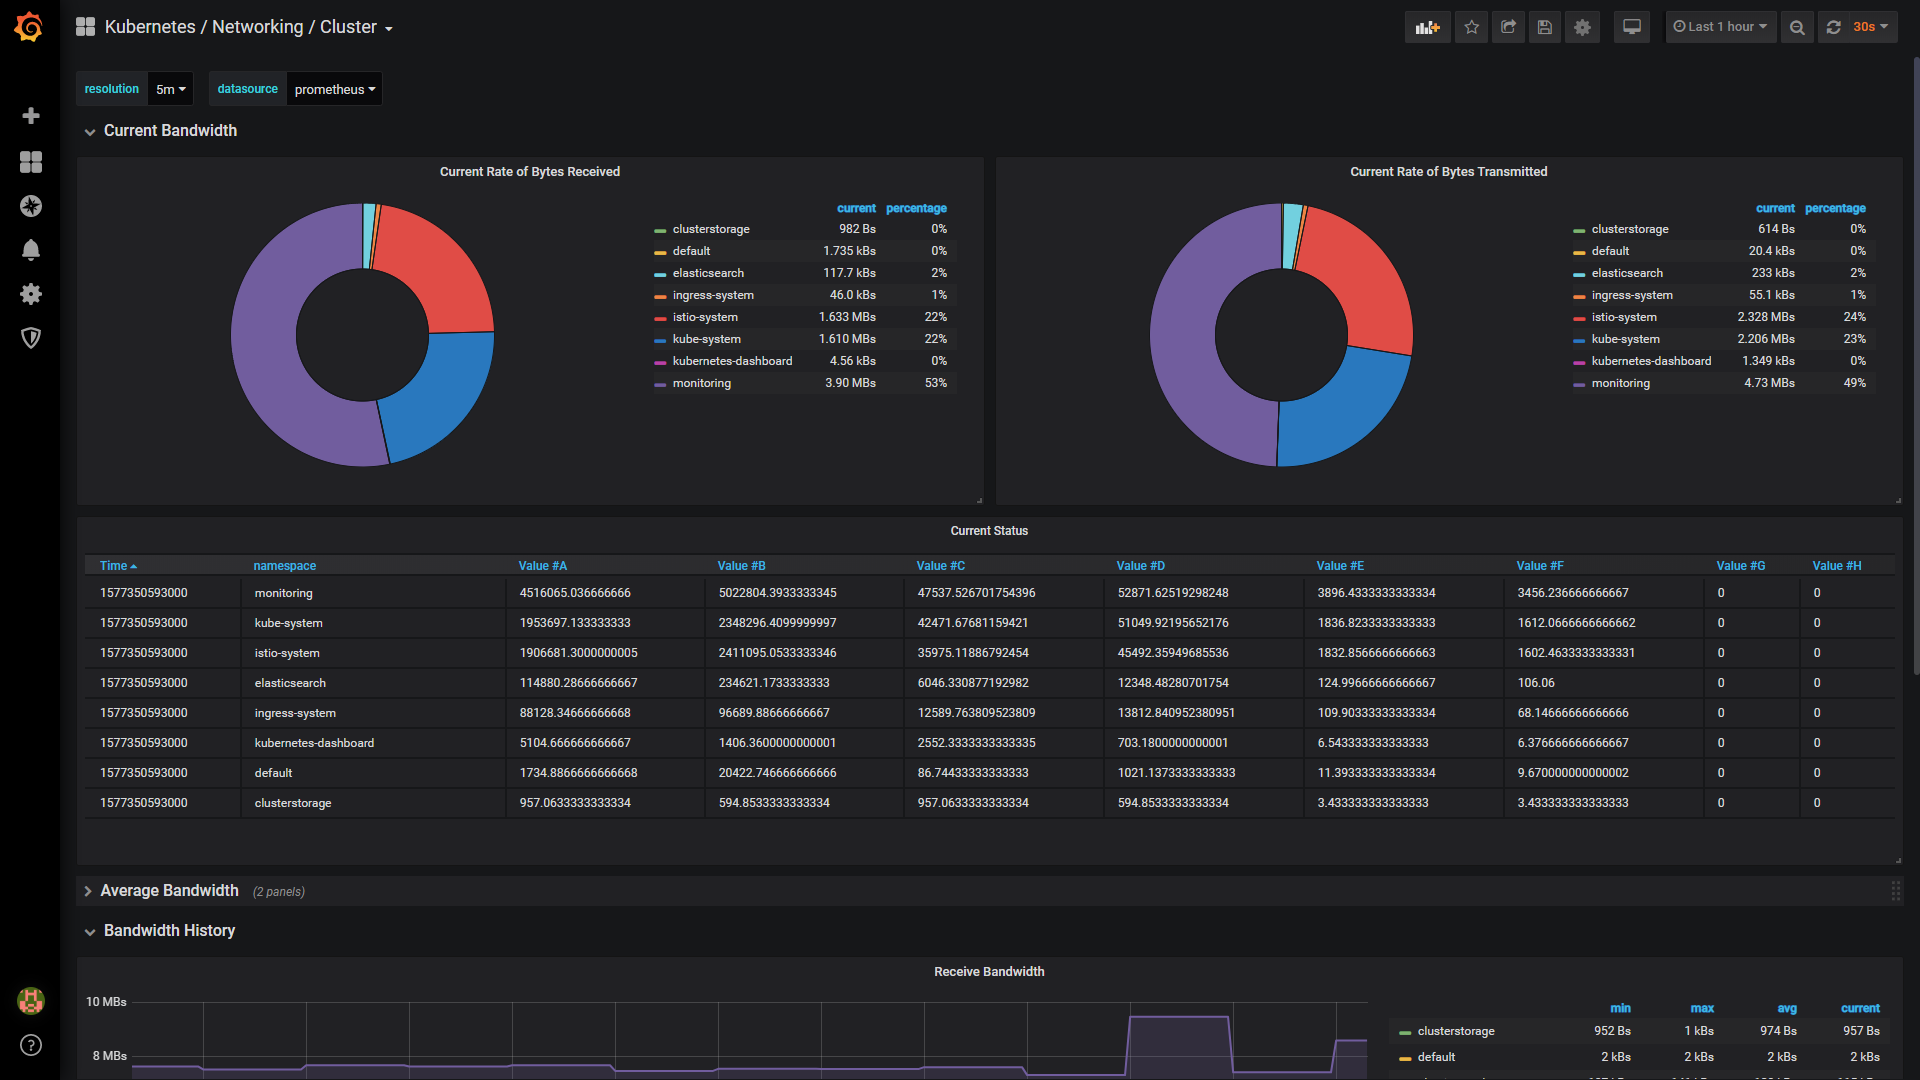 Kubernetes / Networking / Cluster
Last 1 hour
30s
resolution 5m datasource prometheus
Current Bandwidth
Current Rate of Bytes Received
current percentage
clusterstorage 982 Bs 0%
default 1.735 kBs 0%
elasticsearch 117.7 kBs 2%
ingress-system 46.0 kBs 1%
istio-system 1.633 MBs 22%
kube-system 1.610 MBs 22%
kubernetes-dashboard 4.56 kBs 0%
monitoring 3.90 MBs 53%
Current Rate of Bytes Transmitted
current percentage
clusterstorage 614 Bs 0%
default 20.4 kBs 0%
elasticsearch 233 kBs 2%
ingress-system 55.1 kBs 1%
istio-system 2.328 MBs 24%
kube-system 2.206 MBs 23%
kubernetes-dashboard 1.349 kBs 0%
monitoring 4.73 MBs 49%
Current Status
Time namespace Value #A Value #B Value #C Value #D Value #E Value #F Value #G Value #H
1577350593000 monitoring 4516065.036666666 5022804.3933333345 47537.526701754396 52871.62519298248 3896.4333333333334 3456.236666666667 0 0
1577350593000 kube-system 1953697.133333333 2348296.4099999997 42471.67681159421 51049.92195652176 1836.8233333333333 1612.0666666666662 0 0
1577350593000 istio-system 1906681.3000000005 2411095.0533333346 35975.11886792454 45492.35949685536 1832.8566666666663 1602.4633333333331 0 0
1577350593000 elasticsearch 114880.28666666667 234621.1733333333 6046.330877192982 12348.48280701754 124.99666666666667 106.06 0 0
1577350593000 ingress-system 88128.34666666668 96689.88666666667 12589.763809523809 13812.840952380951 109.90333333333334 68.14666666666666 0 0
1577350593000 kubernetes-dashboard 5104.666666666667 1406.3600000000001 2552.3333333333335 703.1800000000001 6.543333333333333 6.376666666666667 0 0
1577350593000 default 1734.8866666666668 20422.746666666666 86.74433333333333 1021.1373333333333 11.393333333333334 9.670000000000002 0 0
1577350593000 clusterstorage 957.0633333333334 594.8533333333334 957.0633333333334 594.8533333333334 3.433333333333333 3.433333333333333 0 0
Average Bandwidth (2 panels)
Bandwidth History
Receive Bandwidth
10 MBs
8 MBs
min max avg current
clusterstorage 952 Bs 1 kBs 974 Bs 957 Bs
default 2 kBs 2 kBs 2 kBs 2 kBs